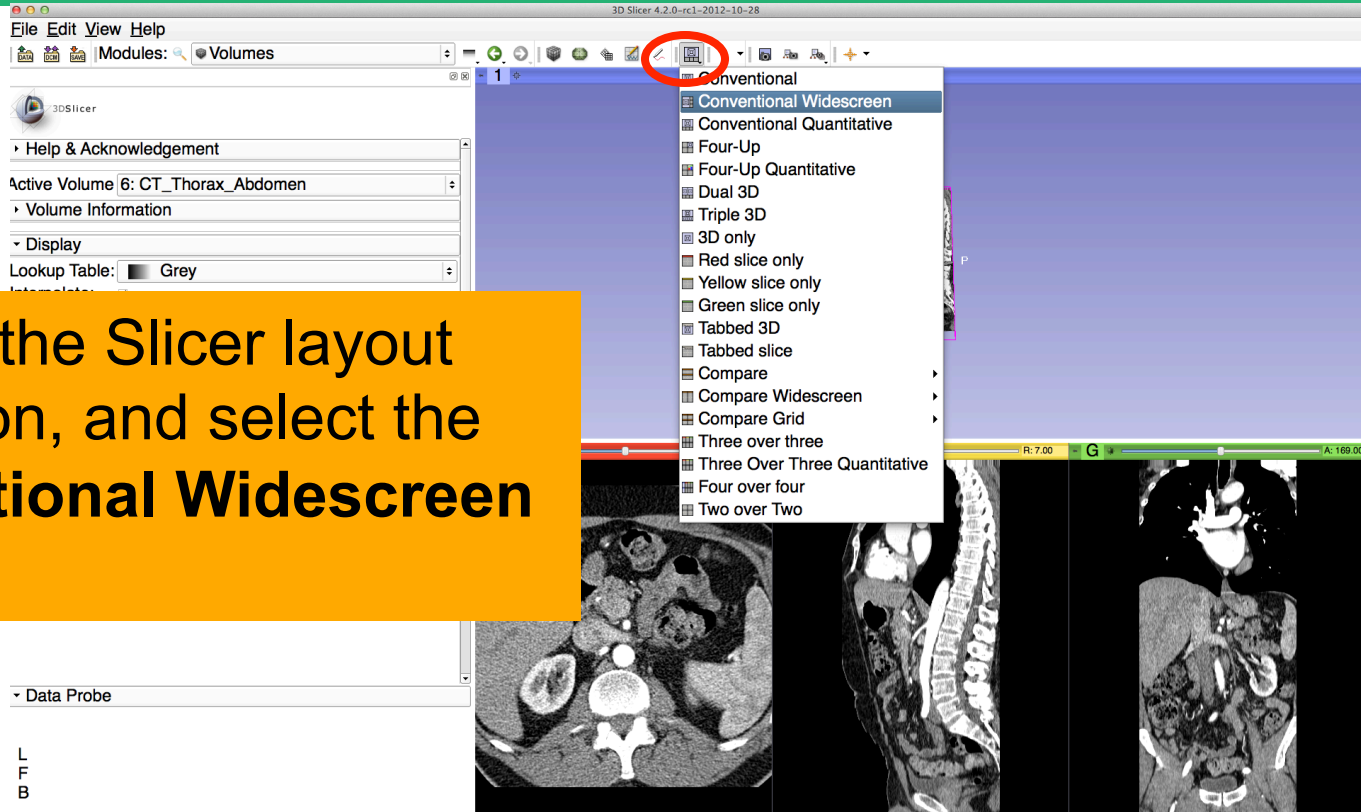 3D Slicer 4.2.0-rc1-2012-10-28
File Edit View Help
DATA DCM DATA Modules: Volumes
1
3DSlicer
Help & Acknowledgement
Active Volume 6: CT_Thorax_Abdomen
Volume Information
Display
Lookup Table: Grey
the Slicer layout
on, and select the
tional Widescreen
Data Probe
L
F
B
Conventional
Conventional Widescreen
Conventional Quantitative
Four-Up
Four-Up Quantitative
Dual 3D
Triple 3D
3D only
Red slice only
Yellow slice only
Green slice only
Tabbed 3D
Tabbed slice
Compare
Compare Widescreen
Compare Grid
Three over three
Three Over Three Quantitative
Four over four
Two over Two
P
R: 7.00
G
A: 169.00